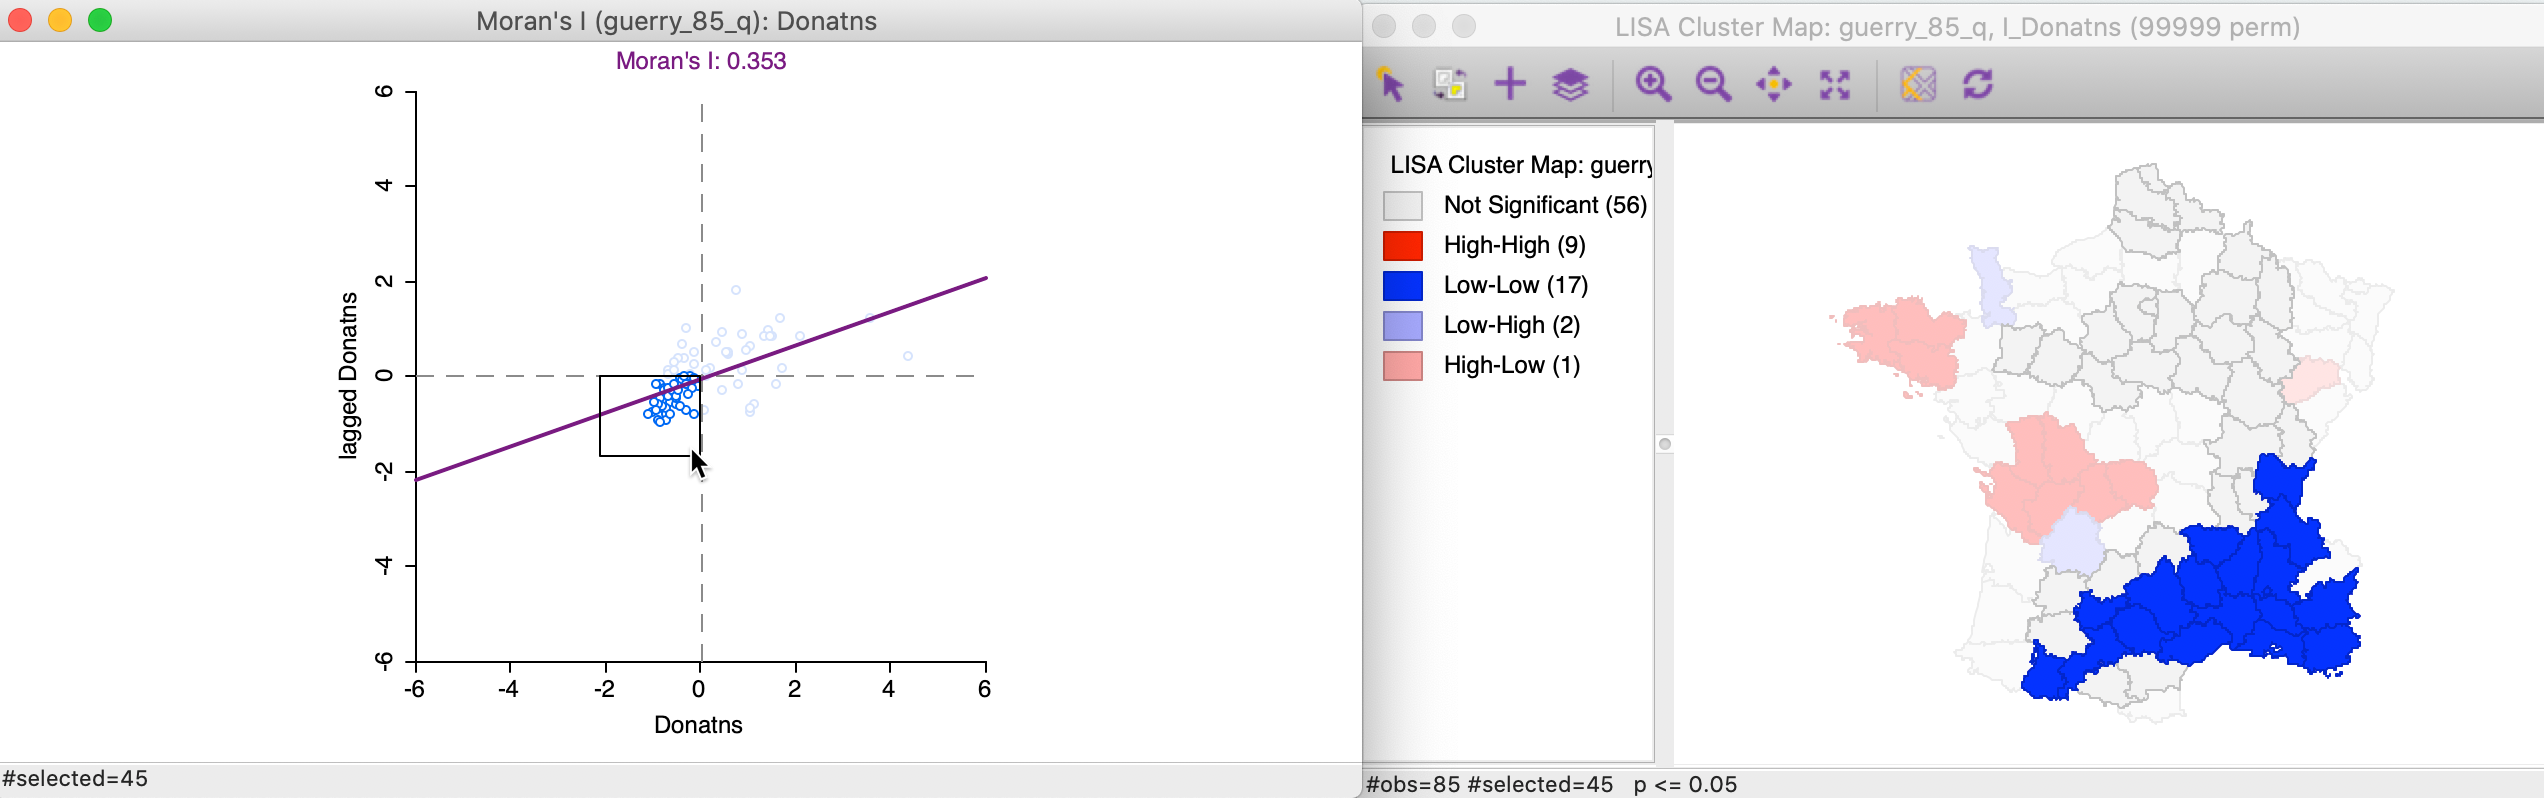 Moran's I (guerry_85_q): Donatns
Moran's I: 0.353
6
4
2
0
-2
-4
-6
lagged Donatns
-6 -4 -2 0 2 4 6
Donatns
#selected=45
LISA Cluster Map: guerry_85_q, I_Donatns (99999 perm)
LISA Cluster Map: guerry
Not Significant (56)
High-High (9)
Low-Low (17)
Low-High (2)
High-Low (1)
#obs=85 #selected=45 p <= 0.05